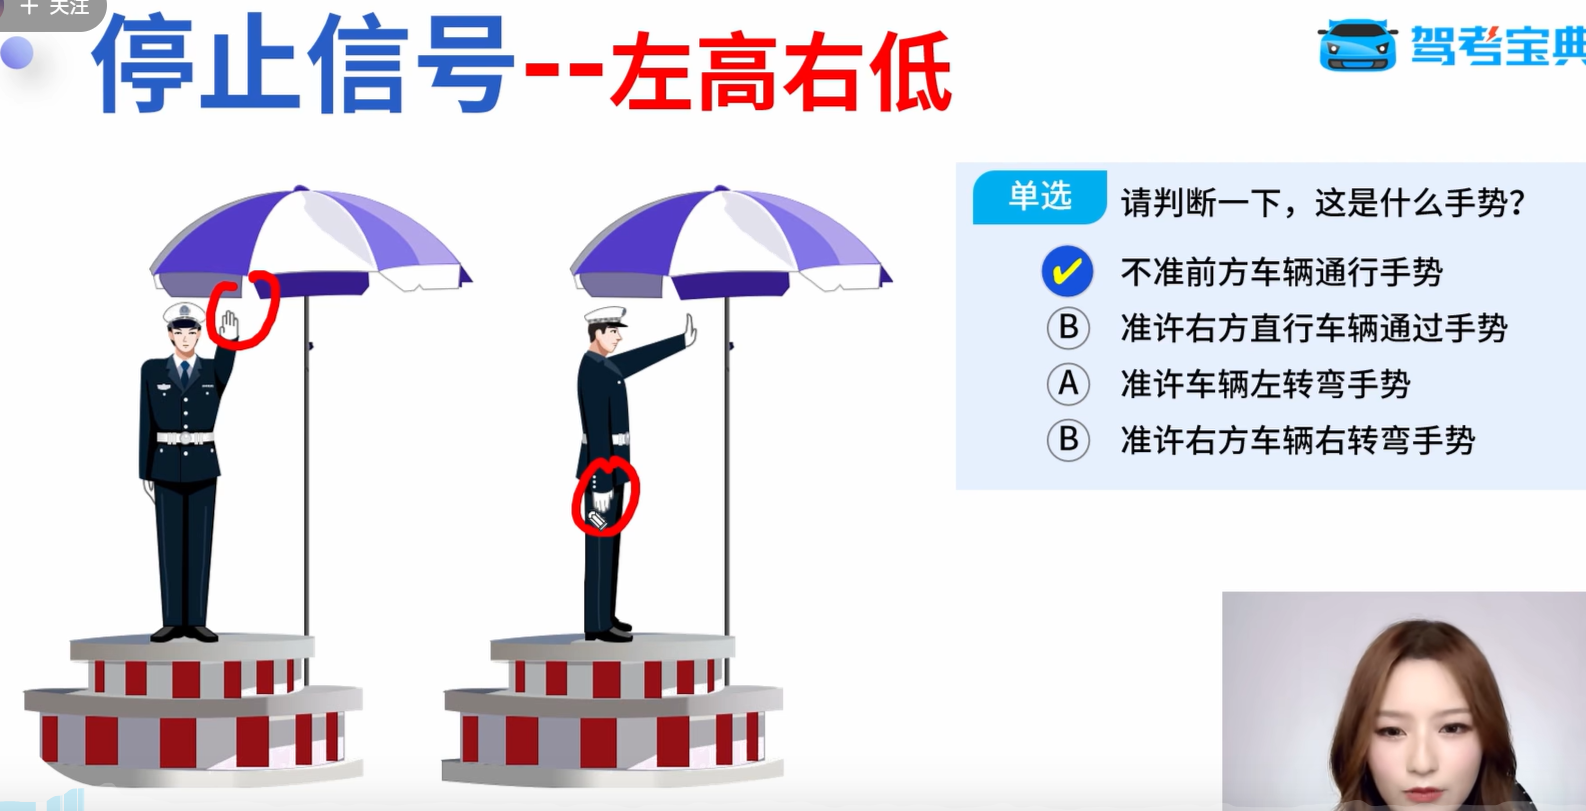 + 关注
停止信号--左高右低
驾考宝典
单选 请判断一下，这是什么手势？
不准前方车辆通行手势
B 准许右方直行车辆通过手势
A 准许车辆左转弯手势
B 准许右方车辆右转弯手势